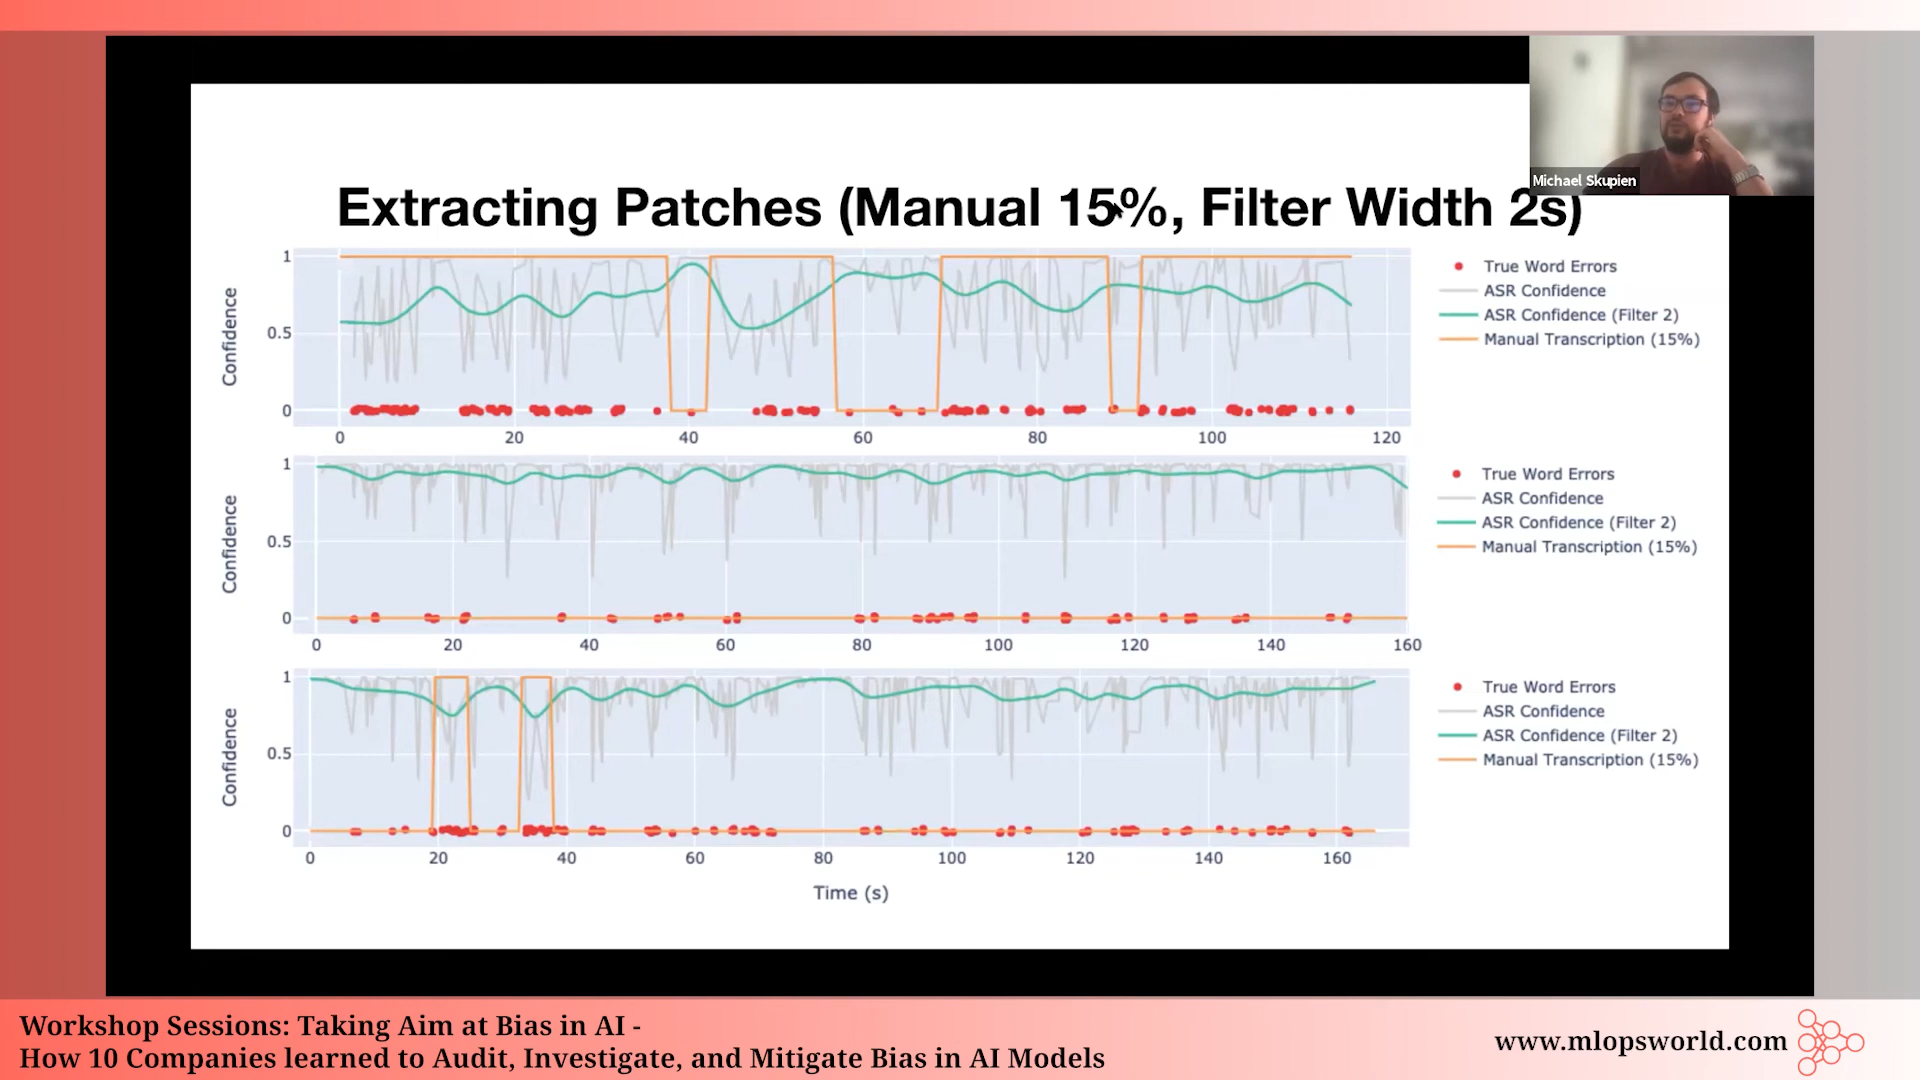 Michael Skupien
Extracting Patches (Manual 15%, Filter Width 2s)
Confidence
1
0.5
0
0 20 40 60 80 100 120
True Word Errors
ASR Confidence
ASR Confidence (Filter 2)
Manual Transcription (15%)
Confidence
1
0.5
0
0 20 40 60 80 100 120 140 160
True Word Errors
ASR Confidence
ASR Confidence (Filter 2)
Manual Transcription (15%)
Confidence
1
0.5
0
0 20 40 60 80 100 120 140 160
True Word Errors
ASR Confidence
ASR Confidence (Filter 2)
Manual Transcription (15%)
Time (s)
Workshop Sessions: Taking Aim at Bias in AI -
How 10 Companies learned to Audit, Investigate, and Mitigate Bias in AI Models
www.mlopsworld.com